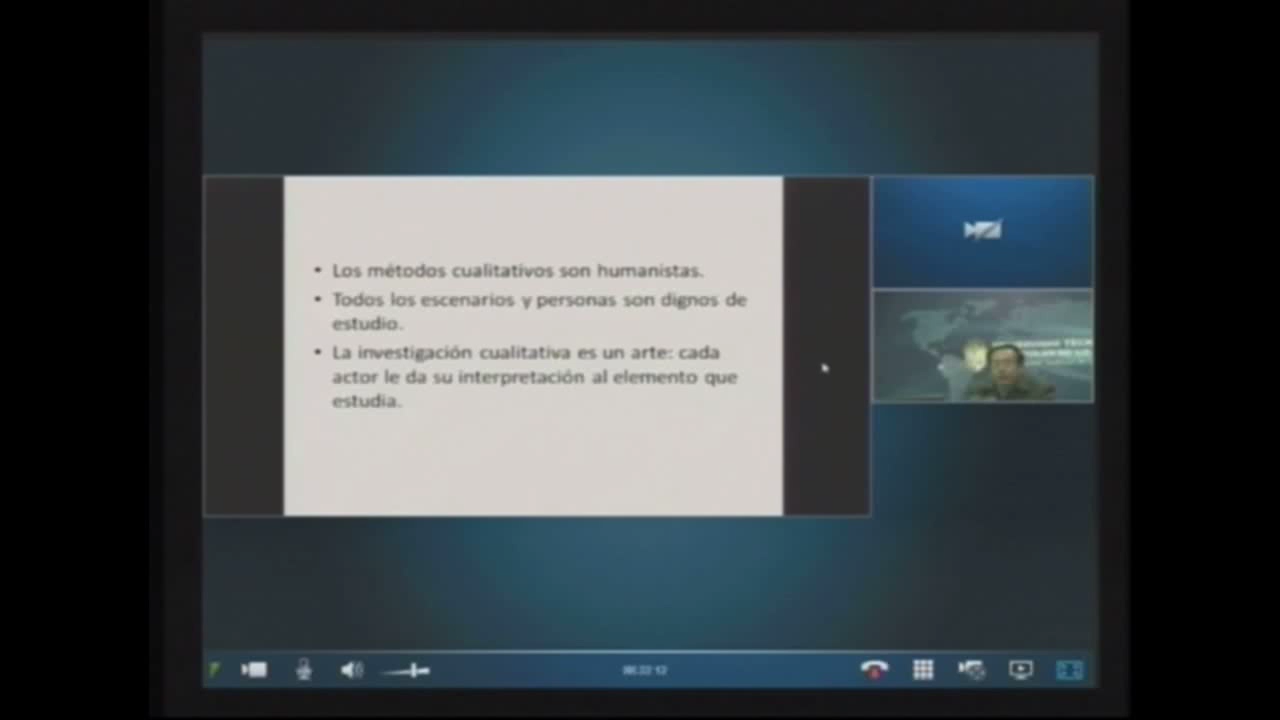 • Los métodos cualitativos son humanistas.
• Todos los escenarios y personas son dignos de
estudio.
• La investigación cualitativa es un arte: cada
actor le da su interpretación al elemento que
estudia.